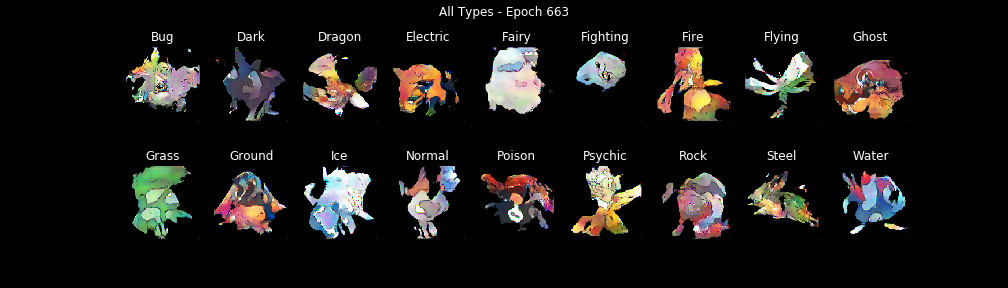 All Types - Epoch 663
Bug Dark Dragon Electric Fairy Fighting Fire Flying Ghost
Grass Ground Ice Normal Poison Psychic Rock Steel Water